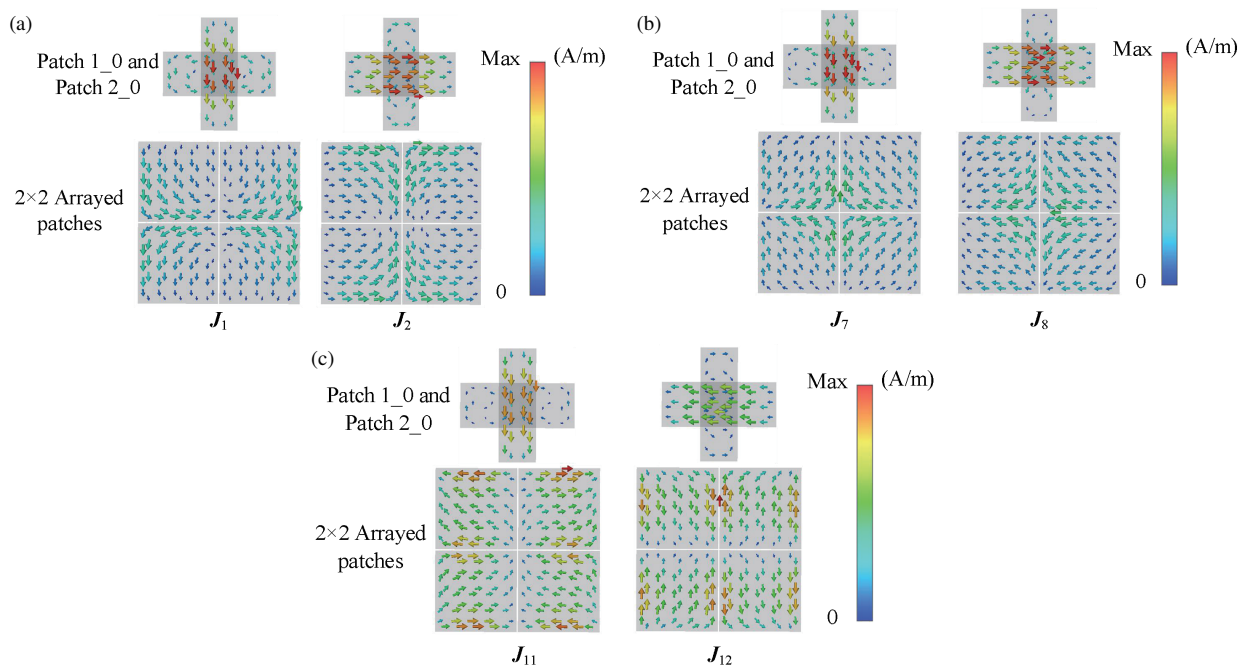 (a)
Patch 1_0 and
Patch 2_0
Max
(A/m)
2×2 Arrayed
patches
0
J1
J2
(b)
Patch 1_0 and
Patch 2_0
Max
(A/m)
2×2 Arrayed
patches
0
J7
J8
(c)
Patch 1_0 and
Patch 2_0
Max
(A/m)
2×2 Arrayed
patches
0
J11
J12